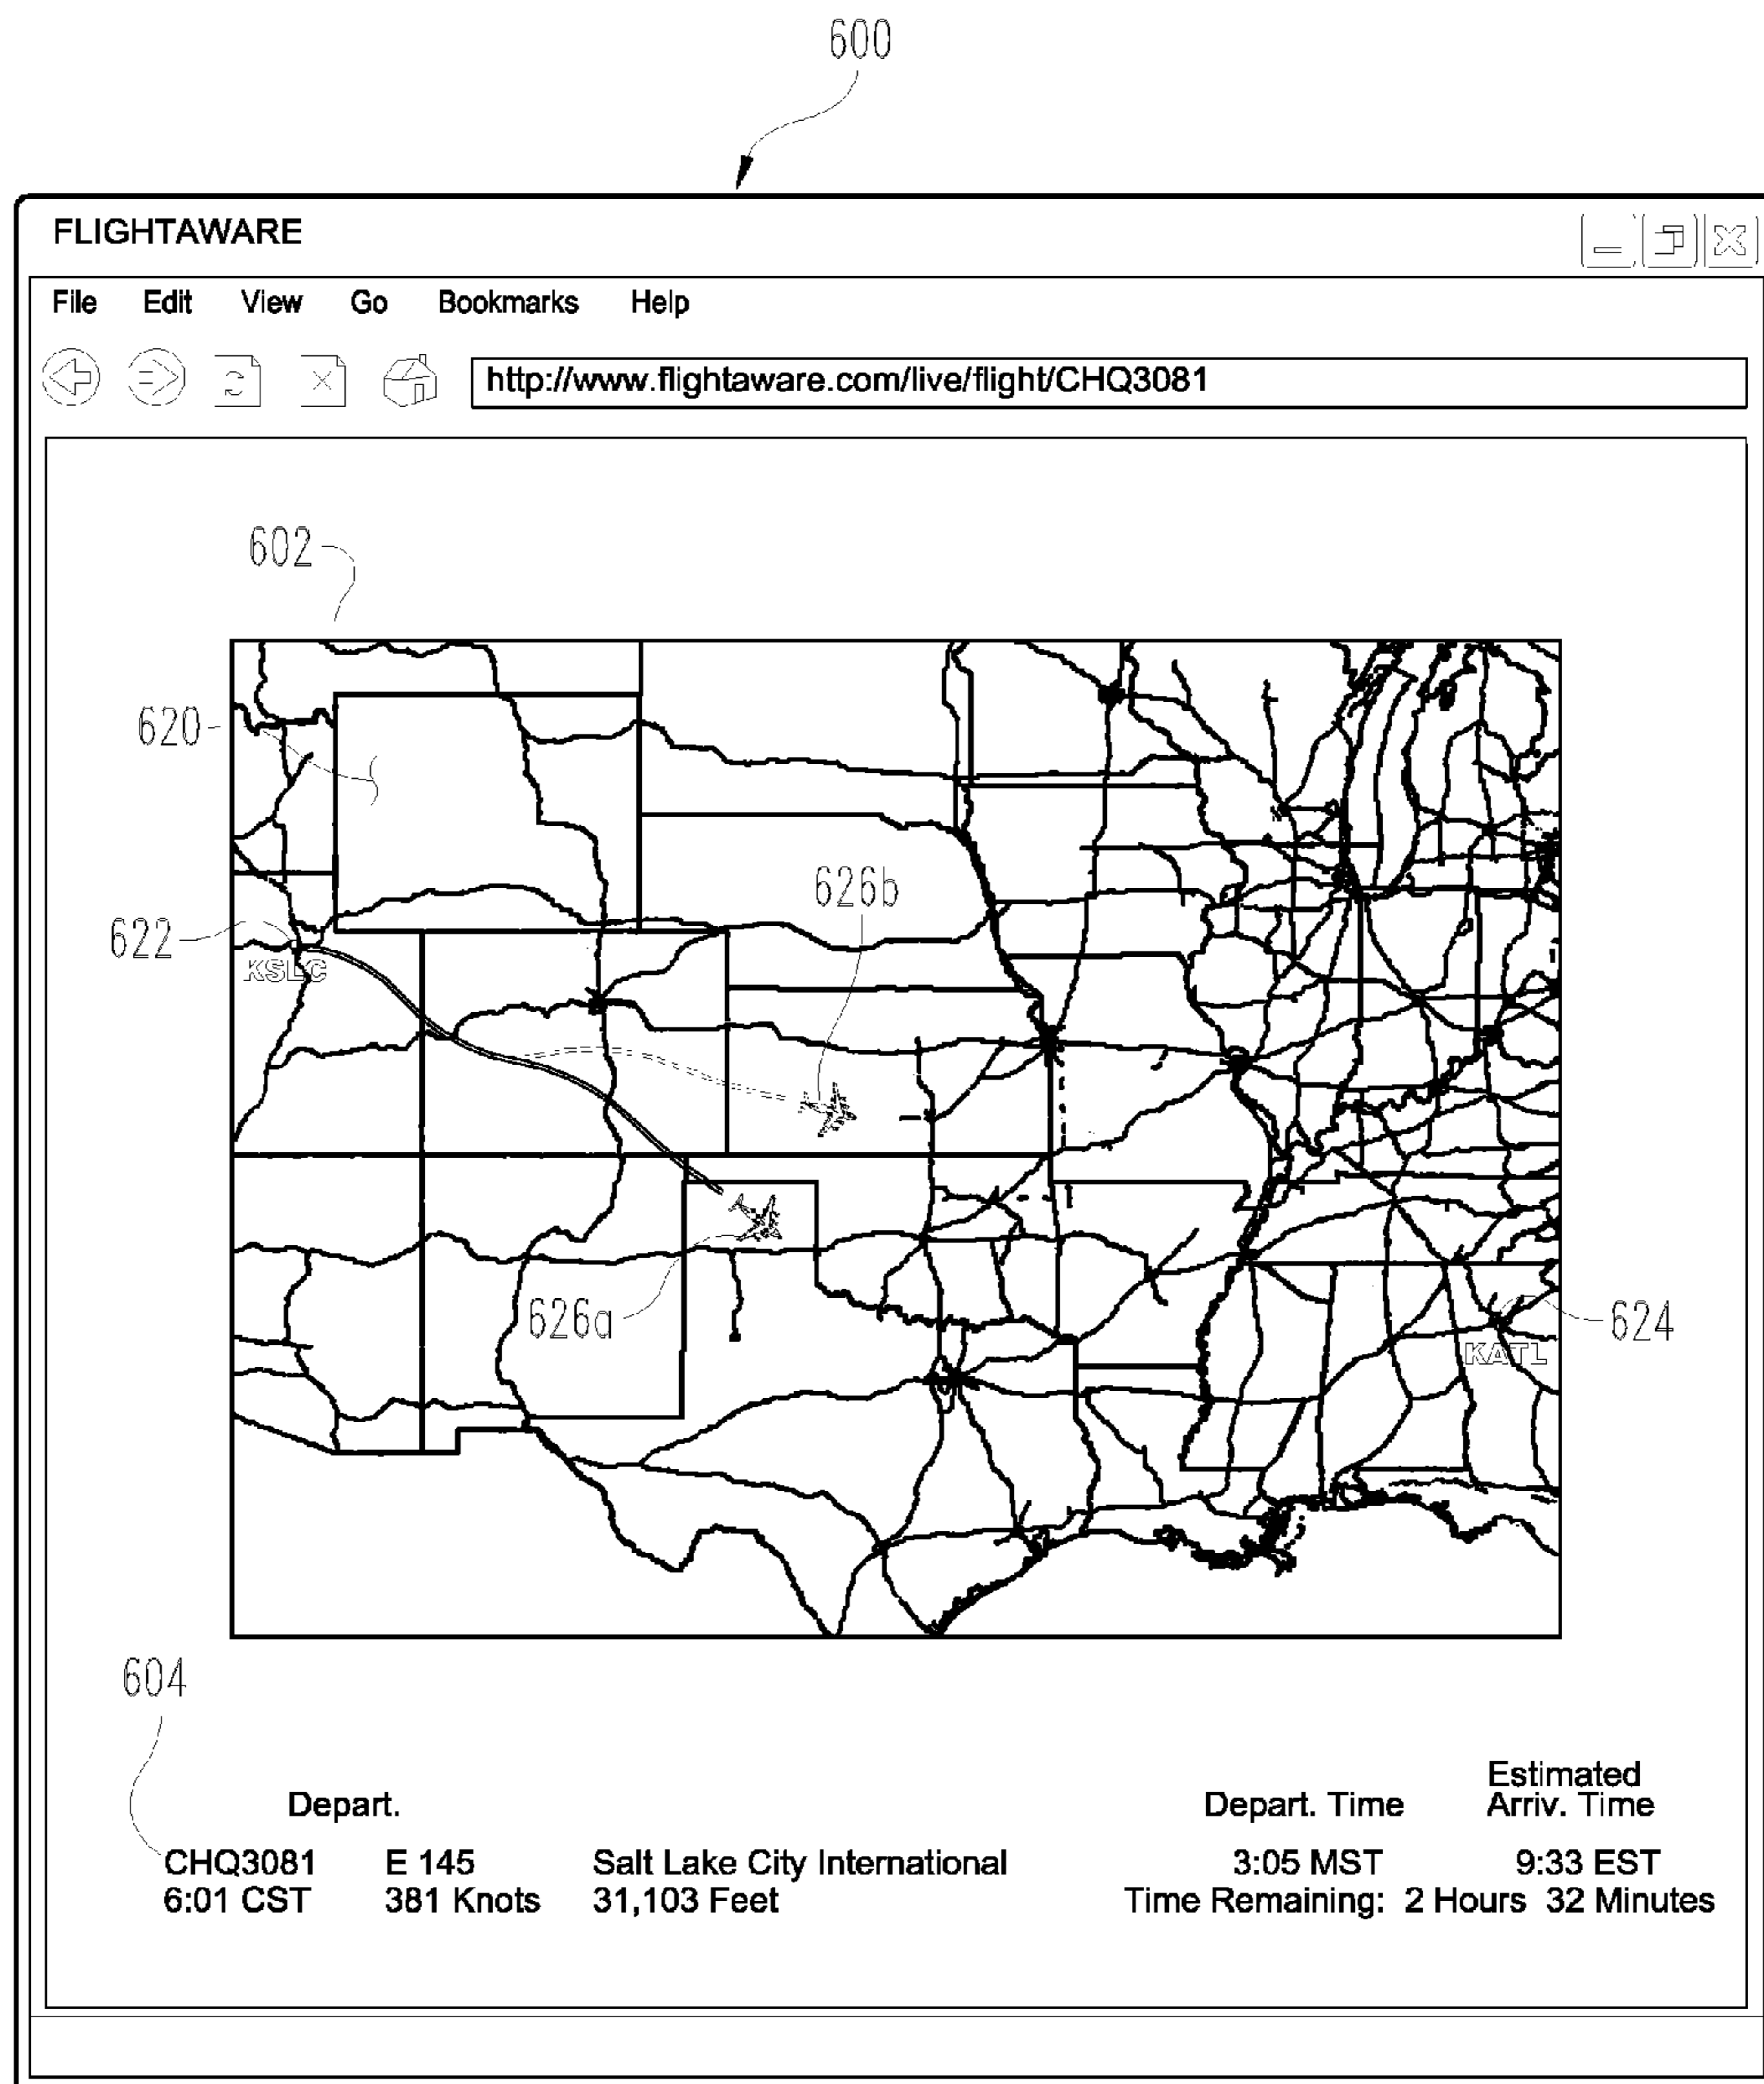 600
FLIGHTAWARE
File Edit View Go Bookmarks Help
http://www.flightaware.com/live/flight/CHQ3081
602
620
626b
622
KSLC
626a
624
KATL
604
Estimated
Depart. Depart. Time Arriv. Time
CHQ3081 E 145 Salt Lake City International 3:05 MST 9:33 EST
6:01 CST 381 Knots 31,103 Feet Time Remaining: 2 Hours 32 Minutes